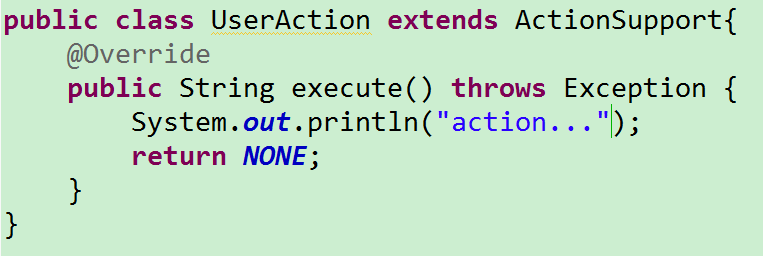 public class UserAction extends ActionSupport{
@Override
public String execute() throws Exception {
System.out.println("action...");
return NONE;
}
}